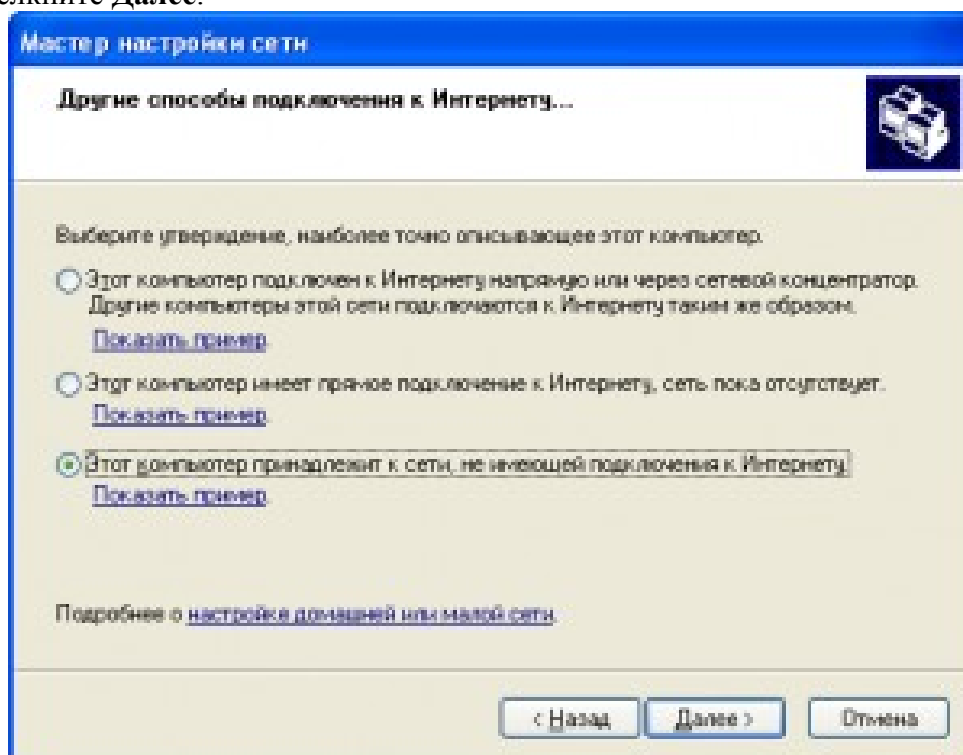 Далее.
Мастер настройки сети
Другие способы подключения к Интернету...
Выберите утверждение, наиболее точно описывающее этот компьютер.
Этот компьютер подключен к Интернету напрямую или через сетевой концентратор.
Другие компьютеры этой сети подключаются к Интернету таким же образом.
Показать пример.
Этот компьютер имеет прямое подключение к Интернету, сеть пока отсутствует.
Показать пример.
Этот компьютер принадлежит к сети, не имеющей подключения к Интернету.
Показать пример.
Подробнее о настройке домашней или малой сети.
< Назад Далее > Отмена